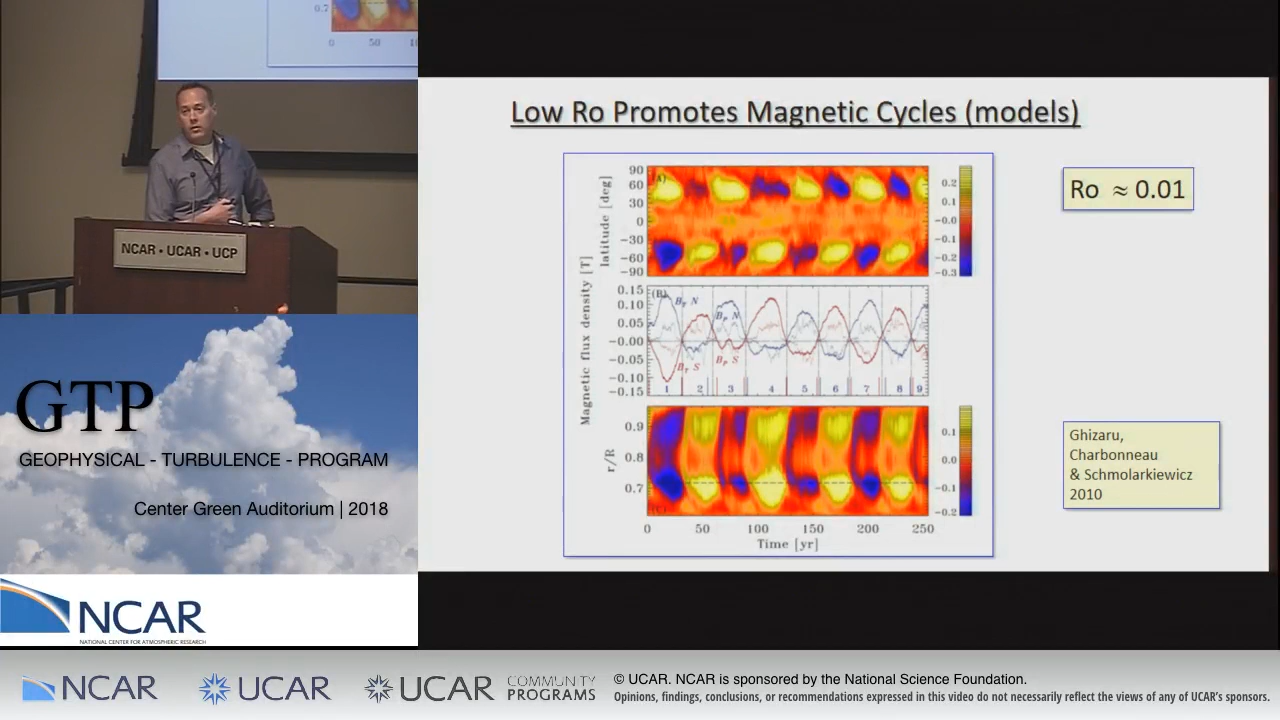 0.7
0 50
NCAR • UCAR • UCP
GTP
GEOPHYSICAL - TURBULENCE - PROGRAM
Center Green Auditorium | 2018
NCAR
NATIONAL CENTER FOR ATMOSPHERIC RESEARCH
Low Ro Promotes Magnetic Cycles (models)
Ro ≈ 0.01
latitude [deg]
90
60
30
0
-30
-60
-90
(A)
0.2
0.1
-0.0
-0.1
-0.2
-0.3
Magnetic flux density [T]
0.15
0.10
0.05
-0.00
-0.05
-0.10
-0.15
(B)
Br N
Br S
1 2 3 4 5 6 7 8 9
r/R
0.9
0.8
0.7
(C)
0.1
0.0
-0.1
-0.2
0 50 100 150 200 250
Time [yr]
Ghizaru,
Charbonneau
& Schmolarkiewicz
2010
NCAR UCAR UCAR COMMUNITY PROGRAMS
© UCAR. NCAR is sponsored by the National Science Foundation.
Opinions, findings, conclusions, or recommendations expressed in this video do not necessarily reflect the views of any of UCAR's sponsors.